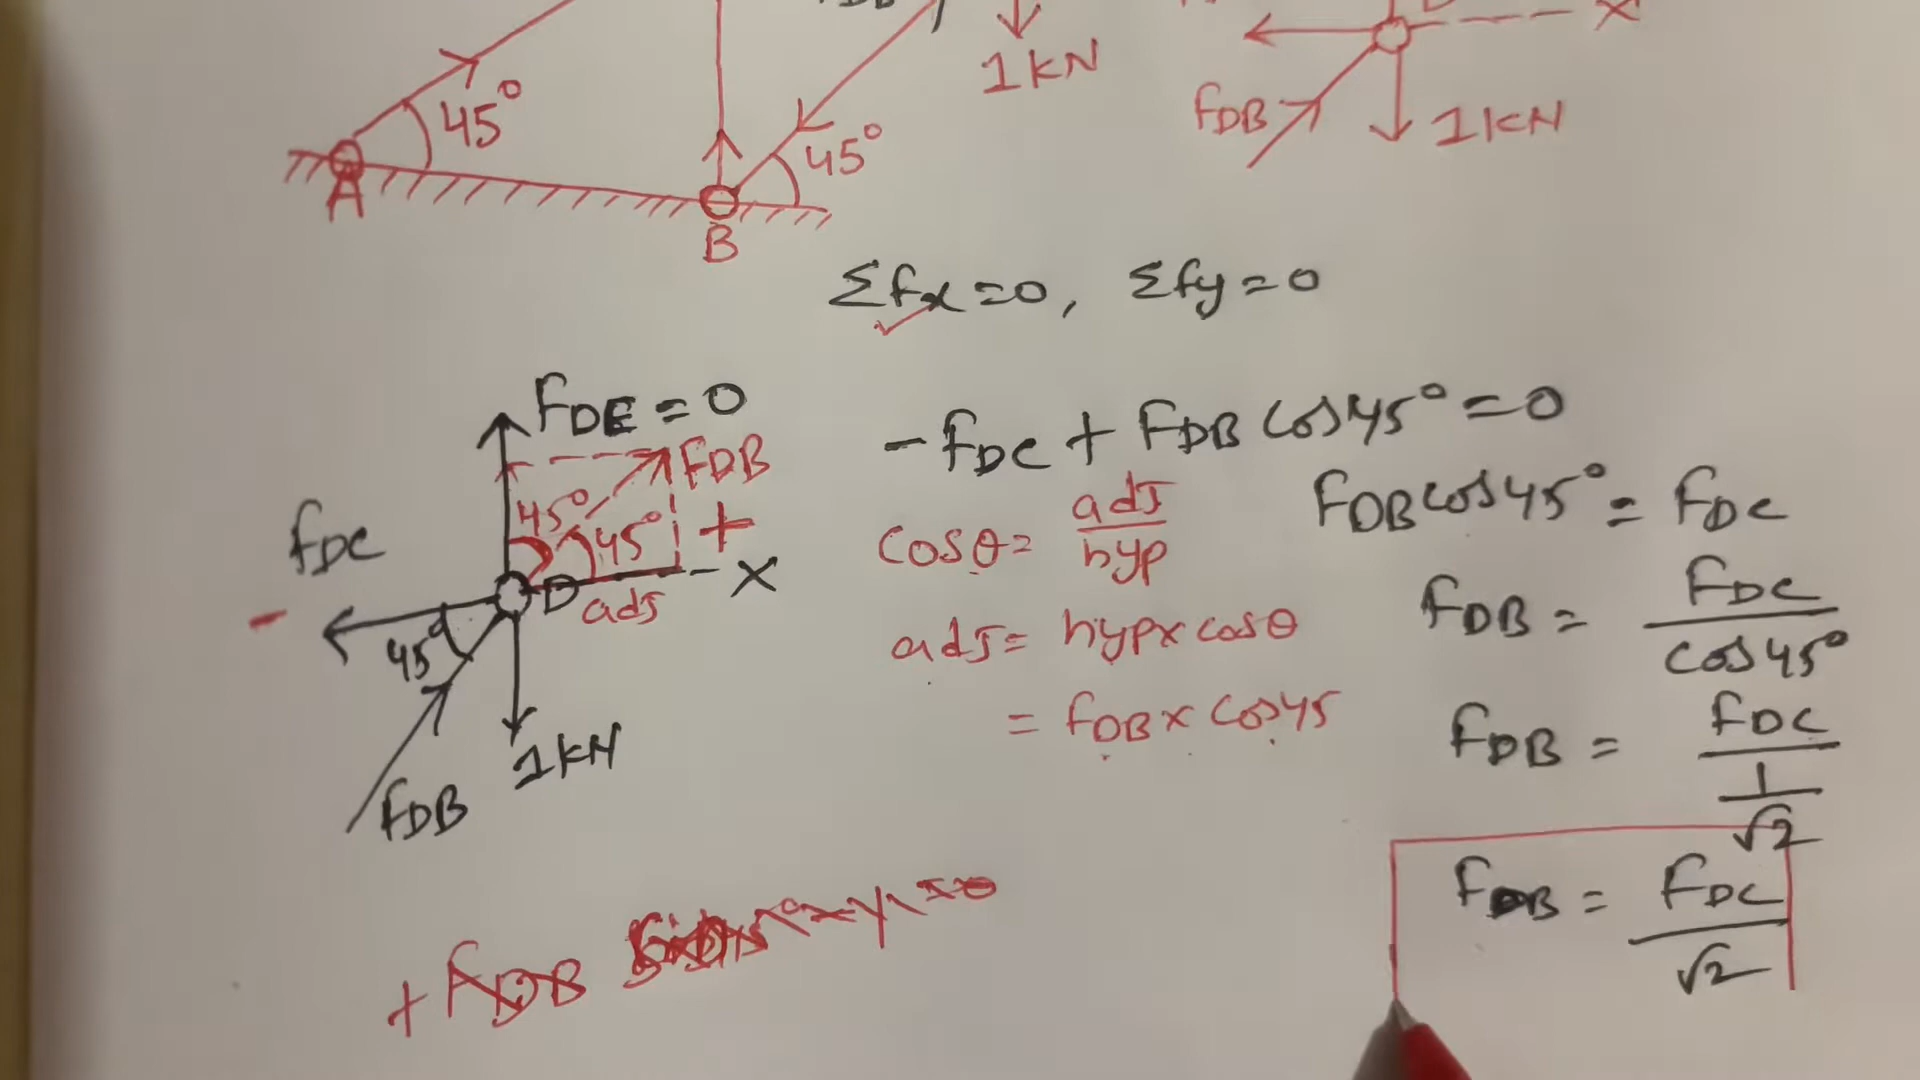 45°
A
B
45°
1KN
X
FDB
1KN
Σfx=0, Σfy=0
FDE=0
FDB
45°
45°
+
fDC
-
D
adj
X
45°
1KN
FDB
-fDC + FDB Cos45°=0
Cosθ= adj/hyp
adj= hyp×cosθ
= fDB× Cos45
FDBcos45° = FDC
FDB = FDC/cos45°
FDB = FDC/1/√2
FDB = FDC/√2
+ FDB